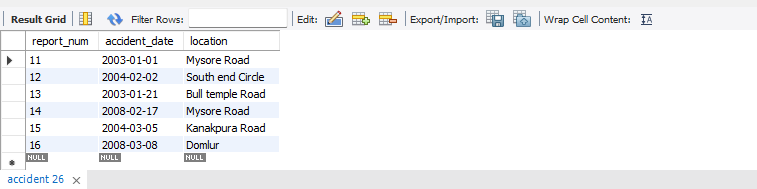 Result Grid Filter Rows: Edit: Export/Import: Wrap Cell Content: IA
report_num accident_date location
11 2003-01-01 Mysore Road
12 2004-02-02 South end Circle
13 2003-01-21 Bull temple Road
14 2008-02-17 Mysore Road
15 2004-03-05 Kanakpura Road
16 2008-03-08 Domlur
NULL NULL NULL
accident 26